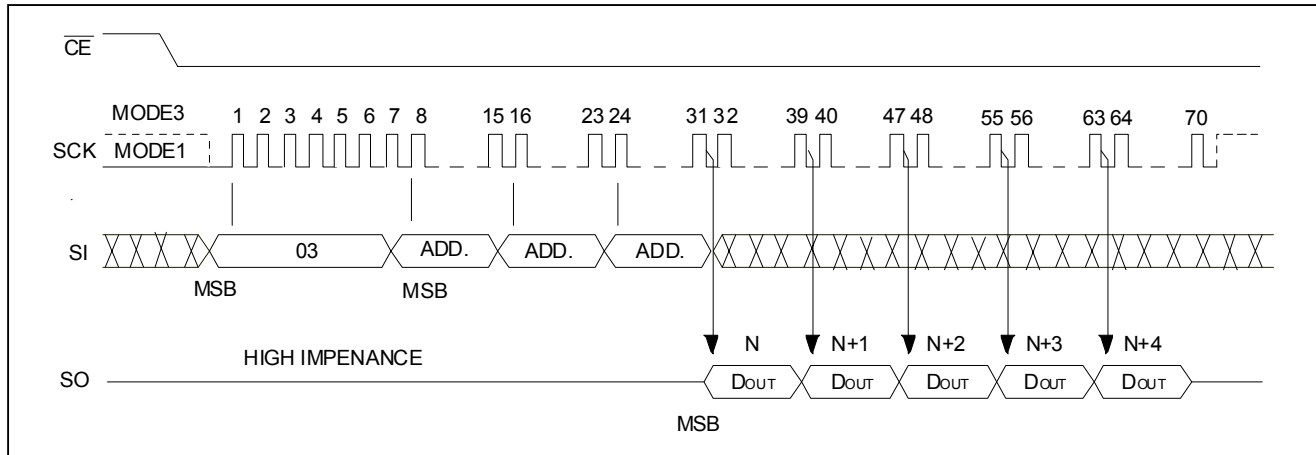 CE
MODE3
1 2 3 4 5 6 7 8 15 16 23 24 31 32 39 40 47 48 55 56 63 64 70
SCK MODE1
SI 03 ADD. ADD. ADD.
MSB MSB
HIGH IMPENANCE N N+1 N+2 N+3 N+4
SO DOUT DOUT DOUT DOUT DOUT
MSB